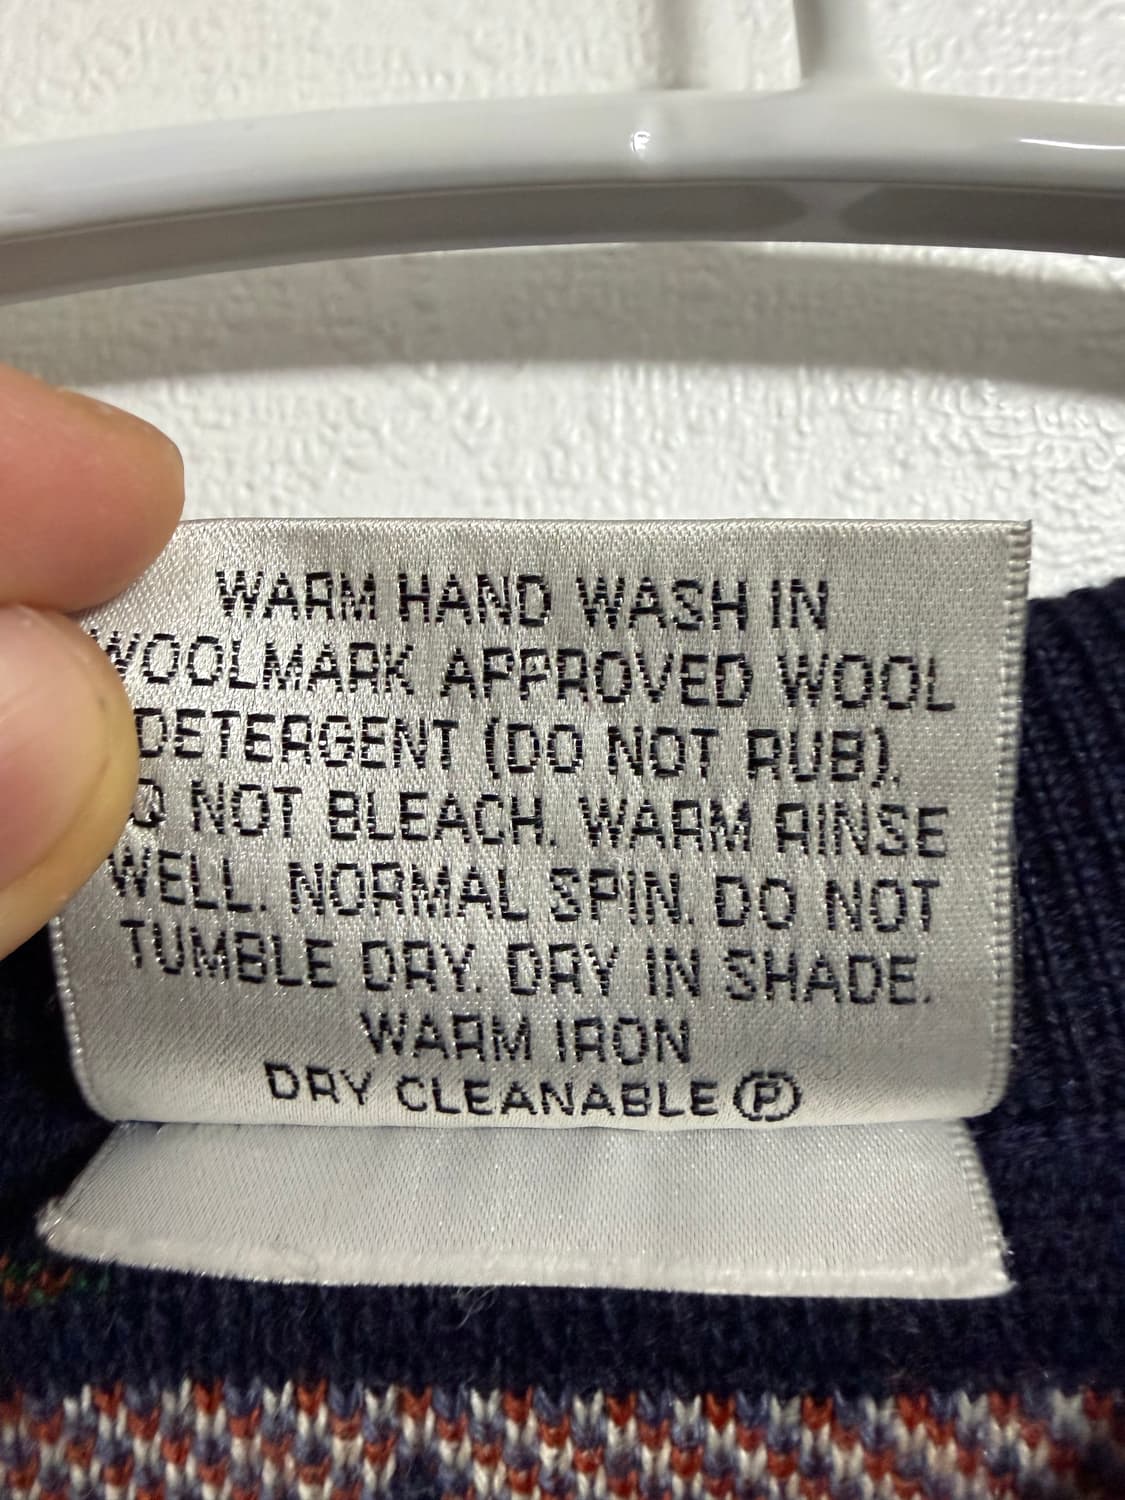 WARM HAND WASH IN
WOOLMARK APPROVED WOOL
DETERGENT (DO NOT RUB).
DO NOT BLEACH. WARM RINSE
WELL. NORMAL SPIN. DO NOT
TUMBLE DRY. DRY IN SHADE.
WARM IRON
DRY CLEANABLE Ⓟ